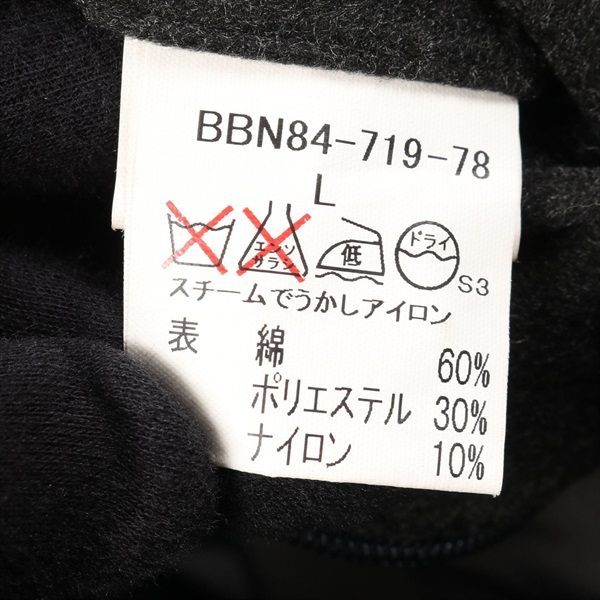 BBN84-719-78
L
エンソ
サラシ
低
ドライ
S3
スチームでうかしアイロン
表 綿 60%
ポリエステル 30%
ナイロン 10%